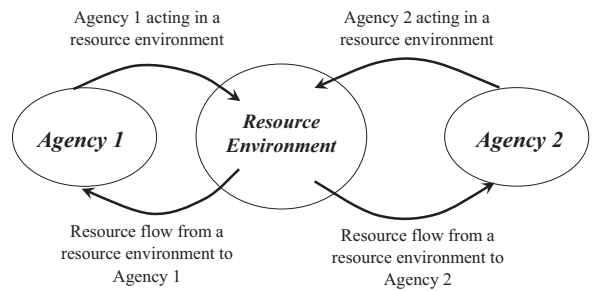 Agency 1 acting in a
resource environment
Agency 2 acting in a
resource environment
Agency 1
Resource
Environment
Agency 2
Resource flow from a
resource environment to
Agency 1
Resource flow from a
resource environment to
Agency 2